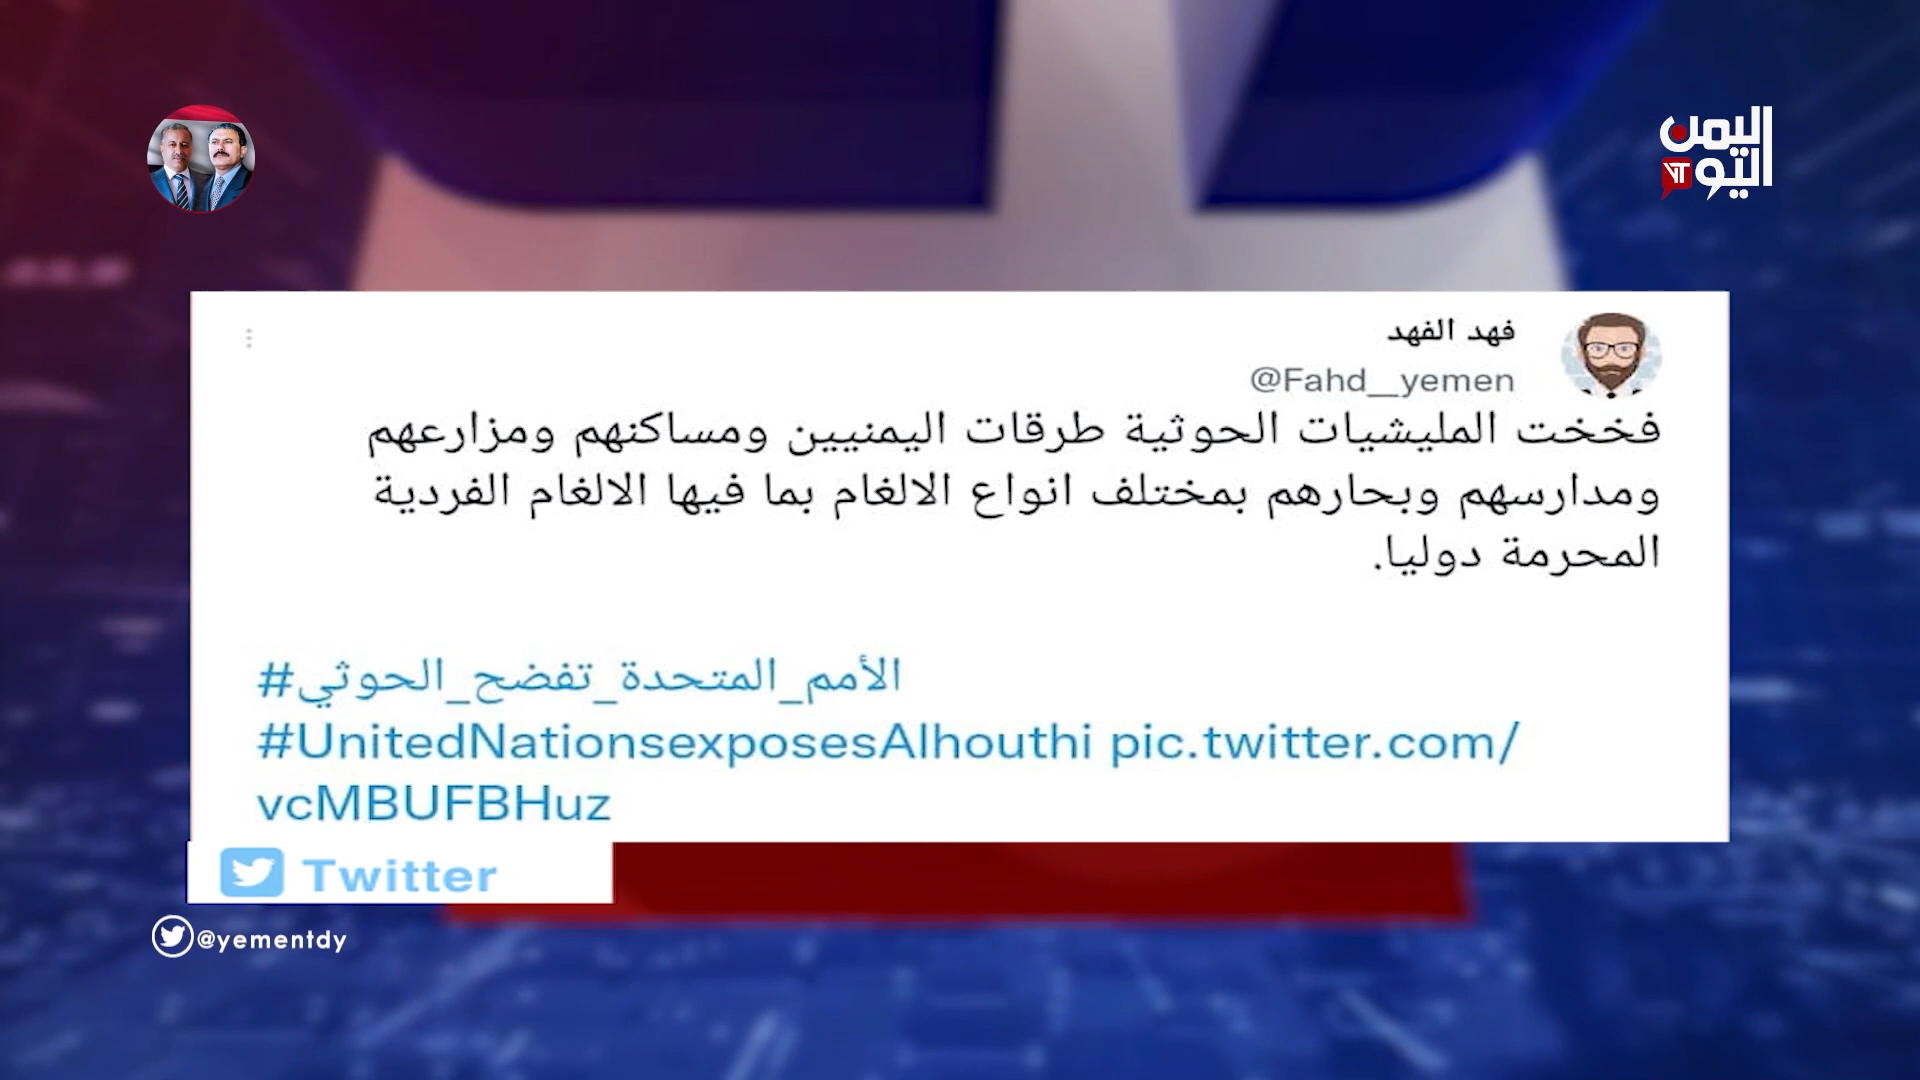 اليمن
اليوم
YT
فهد الفهد
@Fahd__yemen
فخخت المليشيات الحوثية طرقات اليمنيين ومساكنهم ومزارعهم
ومدارسهم وبحارهم بمختلف انواع الالغام بما فيها الالغام الفردية
المحرمة دوليا.
#الأمم_المتحدة_تفضح_الحوثي
#UnitedNationsexposesAlhouthi pic.twitter.com/
vcMBUFBHuz
Twitter
@yementdy